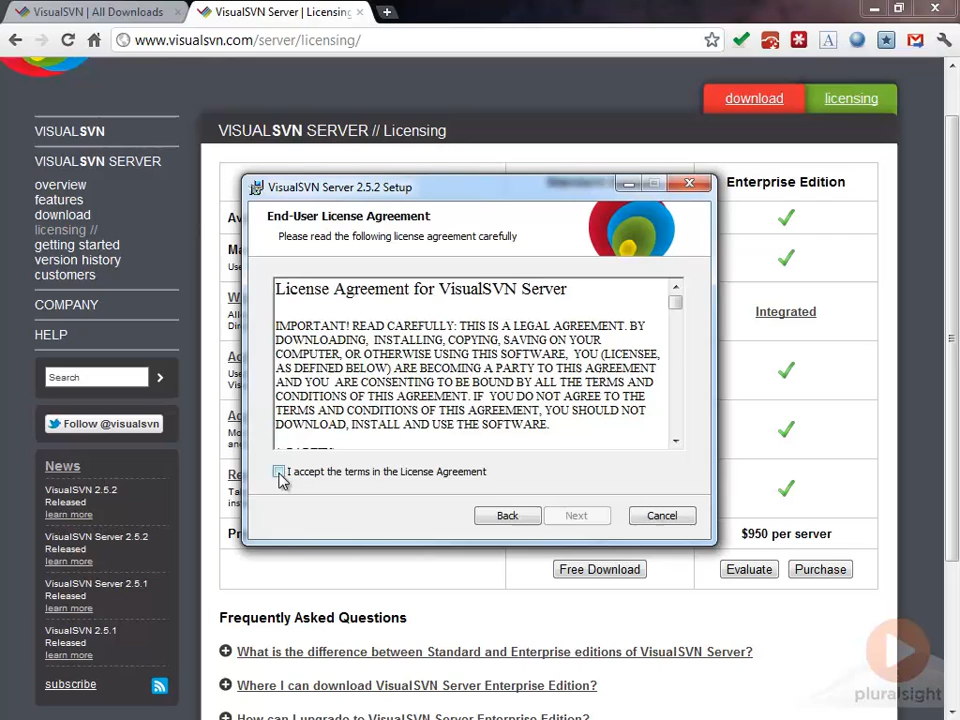 VisualSVN | All Downloads
VisualSVN Server | Licensing
www.visualsvn.com/server/licensing/
download
licensing
VISUALSVN
VISUALSVN SERVER
overview
features
download
licensing //
getting started
version history
customers
COMPANY
HELP
Search
Follow @visualsvn
News
VisualSVN 2.5.2
Released
learn more
VisualSVN Server 2.5.2
Released
learn more
VisualSVN Server 2.5.1
Released
learn more
VisualSVN 2.5.1
Released
learn more
subscribe
VISUALSVN SERVER // Licensing
Enterprise Edition
Integrated
$950 per server
Free Download
Evaluate
Purchase
VisualSVN Server 2.5.2 Setup
End-User License Agreement
Please read the following license agreement carefully
License Agreement for VisualSVN Server
IMPORTANT! READ CAREFULLY: THIS IS A LEGAL AGREEMENT. BY
DOWNLOADING, INSTALLING, COPYING, SAVING ON YOUR
COMPUTER, OR OTHERWISE USING THIS SOFTWARE, YOU (LICENSEE,
AS DEFINED BELOW) ARE BECOMING A PARTY TO THIS AGREEMENT
AND YOU ARE CONSENTING TO BE BOUND BY ALL THE TERMS AND
CONDITIONS OF THIS AGREEMENT. IF YOU DO NOT AGREE TO THE
TERMS AND CONDITIONS OF THIS AGREEMENT, YOU SHOULD NOT
DOWNLOAD, INSTALL AND USE THE SOFTWARE.
I accept the terms in the License Agreement
Back
Next
Cancel
Frequently Asked Questions
What is the difference between Standard and Enterprise editions of VisualSVN Server?
Where I can download VisualSVN Server Enterprise Edition?
How can I upgrade to VisualSVN Server Enterprise Edition?
pluralsight